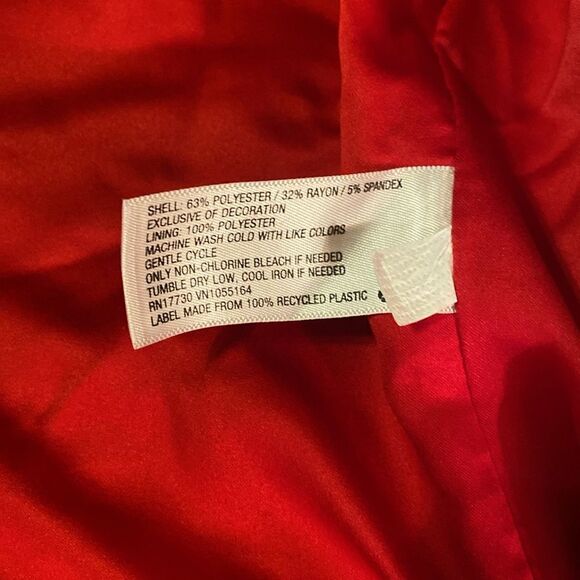 SHELL: 63% POLYESTER / 32% RAYON / 5% SPANDEX
EXCLUSIVE OF DECORATION
LINING: 100% POLYESTER
MACHINE WASH COLD WITH LIKE COLORS
GENTLE CYCLE
ONLY NON-CHLORINE BLEACH IF NEEDED
TUMBLE DRY LOW, COOL IRON IF NEEDED
RN17730 VN1055164
LABEL MADE FROM 100% RECYCLED PLASTIC